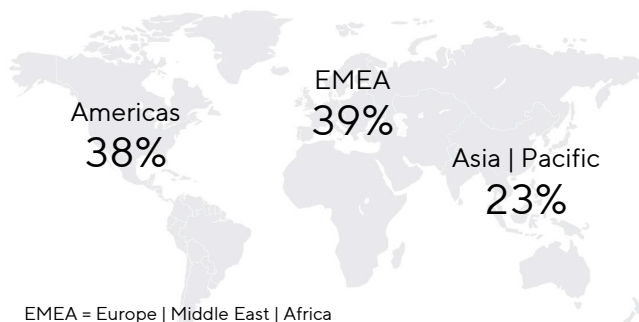 EMEA
39%
Americas
38%
Asia | Pacific
23%
EMEA = Europe | Middle East | Africa